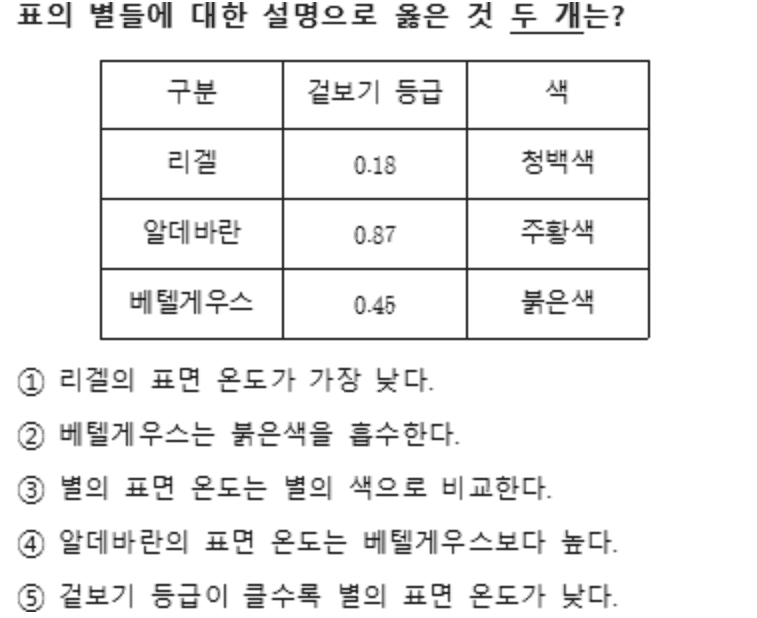 표의 별들에 대한 설명으로 옳은 것 두 개는?
구분 겉보기 등급 색
리겔 0.18 청백색
알데바란 0.87 주황색
베텔게우스 0.45 붉은색
① 리겔의 표면 온도가 가장 낮다.
② 베텔게우스는 붉은색을 흡수한다.
③ 별의 표면 온도는 별의 색으로 비교한다.
④ 알데바란의 표면 온도는 베텔게우스보다 높다.
⑤ 겉보기 등급이 클수록 별의 표면 온도가 낮다.